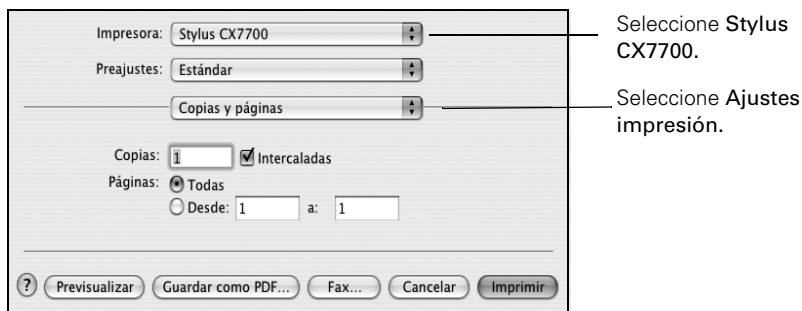 Impresora: Stylus CX7700
Seleccione Stylus
CX7700.
Preajustes: Estándar
Copias y páginas
Seleccione Ajustes
impresión.
Copias: 1 Intercaladas
Páginas: Todas
Desde: 1 a: 1
? Previsualizar Guardar como PDF... Fax... Cancelar Imprimir